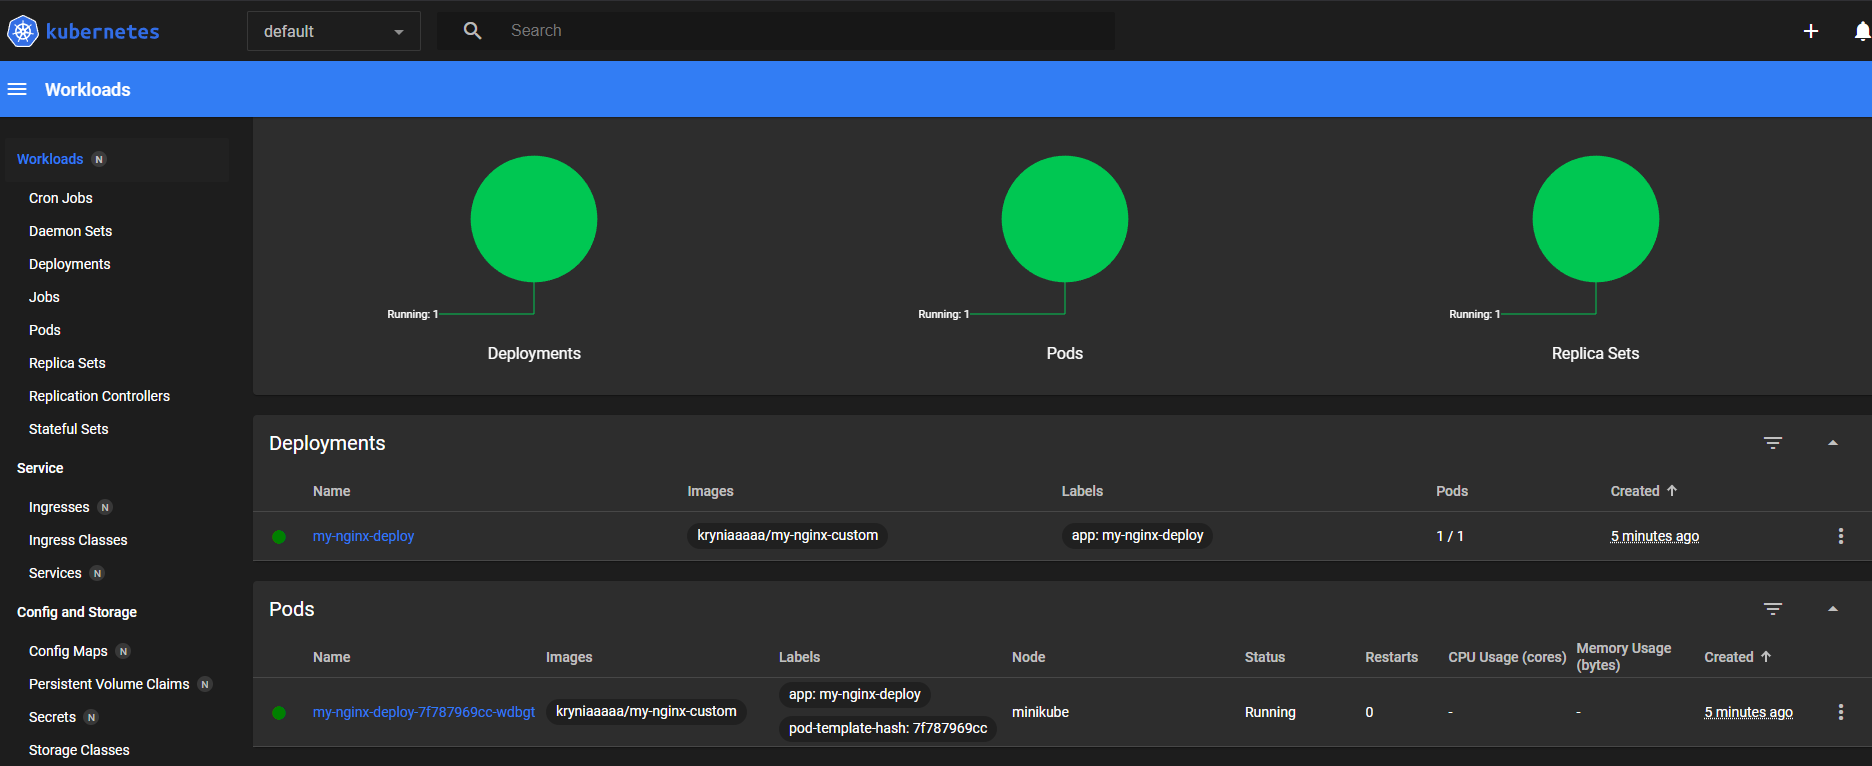 kubernetes
default
Search
Workloads
Workloads N
Cron Jobs
Daemon Sets
Deployments
Jobs
Pods
Replica Sets
Replication Controllers
Stateful Sets
Service
Ingresses N
Ingress Classes
Services N
Config and Storage
Config Maps N
Persistent Volume Claims N
Secrets N
Storage Classes
Running: 1
Deployments
Running: 1
Pods
Running: 1
Replica Sets
Deployments
Name Images Labels Pods Created
my-nginx-deploy kryniaaaaa/my-nginx-custom app: my-nginx-deploy 1 / 1 5 minutes ago
Pods
Name Images Labels Node Status Restarts CPU Usage (cores) Memory Usage (bytes) Created
my-nginx-deploy-7f787969cc-wdbgt kryniaaaaa/my-nginx-custom app: my-nginx-deploy minikube Running 0 - - 5 minutes ago
pod-template-hash: 7f787969cc